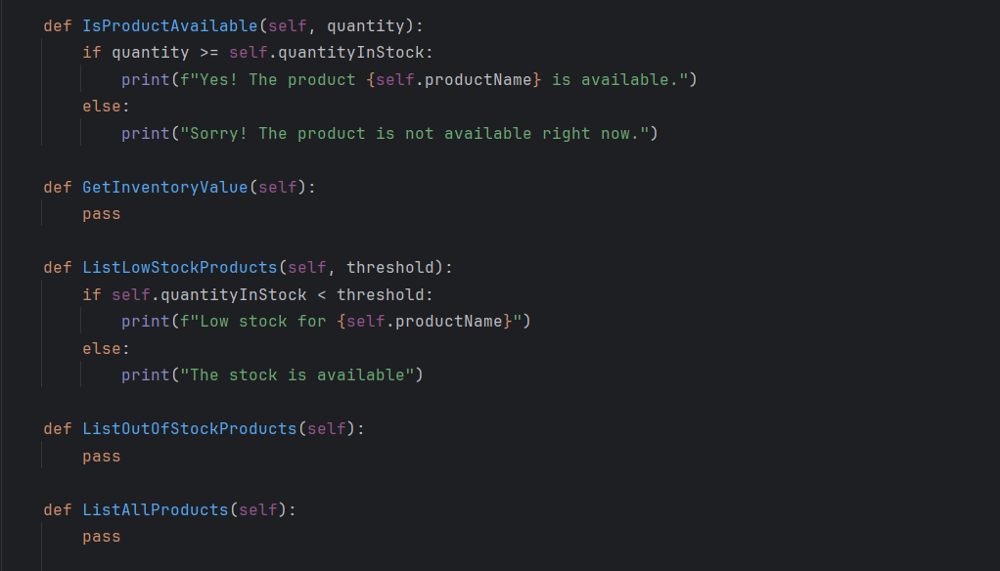 def IsProductAvailable(self, quantity):
if quantity >= self.quantityInStock:
print(f"Yes! The product {self.productName} is available.")
else:
print("Sorry! The product is not available right now.")
def GetInventoryValue(self):
pass
def ListLowStockProducts(self, threshold):
if self.quantityInStock < threshold:
print(f"Low stock for {self.productName}")
else:
print("The stock is available")
def ListOutOfStockProducts(self):
pass
def ListAllProducts(self):
pass